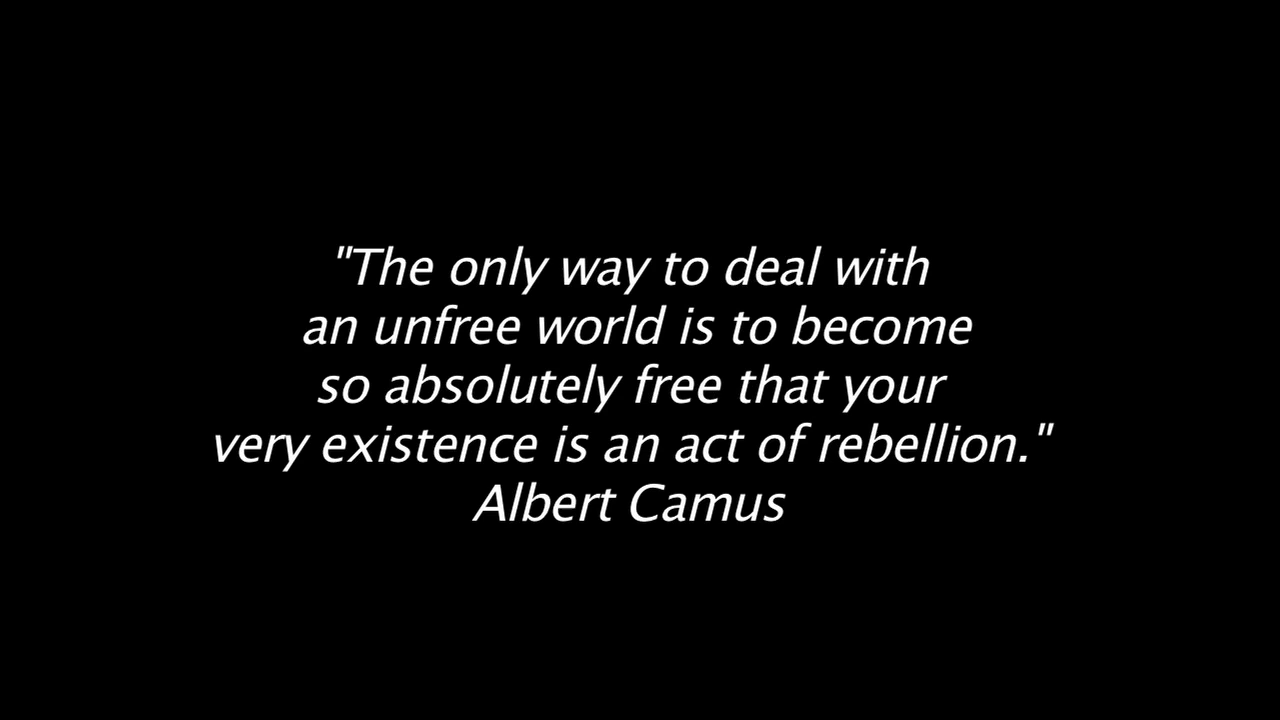 "The only way to deal with
an unfree world is to become
so absolutely free that your
very existence is an act of rebellion."
Albert Camus